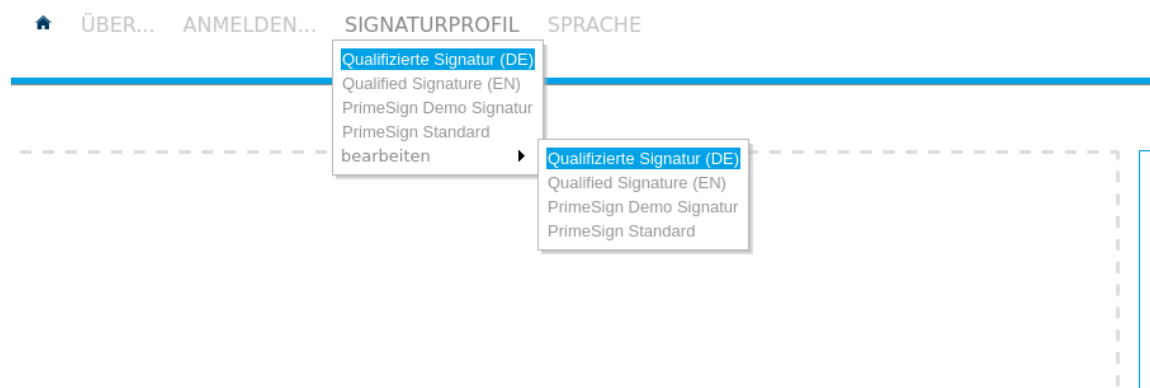 ÜBER... ANMELDEN... SIGNATURPROFIL SPRACHE
Qualifizierte Signatur (DE)
Qualified Signature (EN)
PrimeSign Demo Signatur
PrimeSign Standard
bearbeiten
Qualifizierte Signatur (DE)
Qualified Signature (EN)
PrimeSign Demo Signatur
PrimeSign Standard